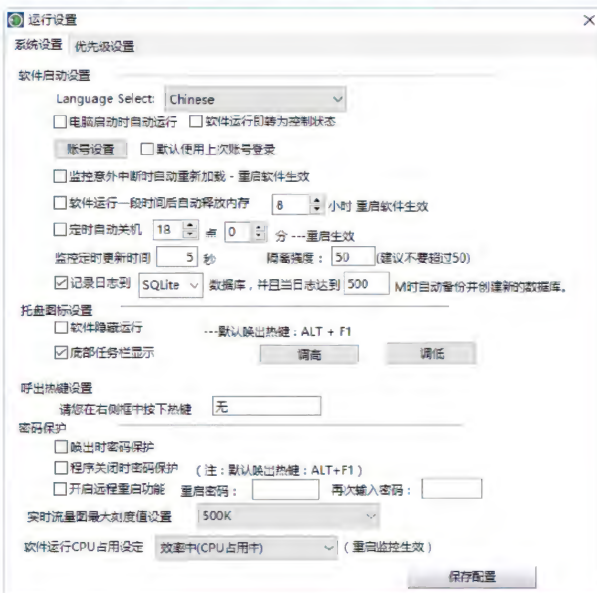 运行设置
系统设置 优先级设置
软件启动设置
Language Select: Chinese
电脑启动时自动运行 软件运行即转为控制状态
账号设置 默认使用上次账号登录
监控意外中断时自动重新加载 - 重启软件生效
软件运行一段时间后自动释放内存 8 小时 重启软件生效
定时自动关机 18 点 0 分 ---重启生效
监控定时更新时间 5 秒 隔离强度： 50 (建议不要超过50)
记录日志到 SQLite 数据库，并且当日志达到 500 M时自动备份并创建新的数据库。
托盘图标设置
软件隐藏运行 ---默认唤出热键：ALT + F1
底部任务栏显示 调高 调低
呼出热键设置
请您在右侧框中按下热键 无
密码保护
唤出时密码保护
程序关闭时密码保护 （注：默认唤出热键：ALT+F1）
开启远程重启功能 重启密码： 再次输入密码：
实时流量图最大刻度值设置 500K
软件运行CPU占用设定 效率中(CPU占用中) （重启监控生效）
保存配置